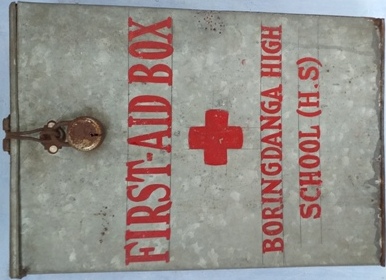 FIRST-AID BOX
BORINGDANGA HIGH
SCHOOL (H.S)